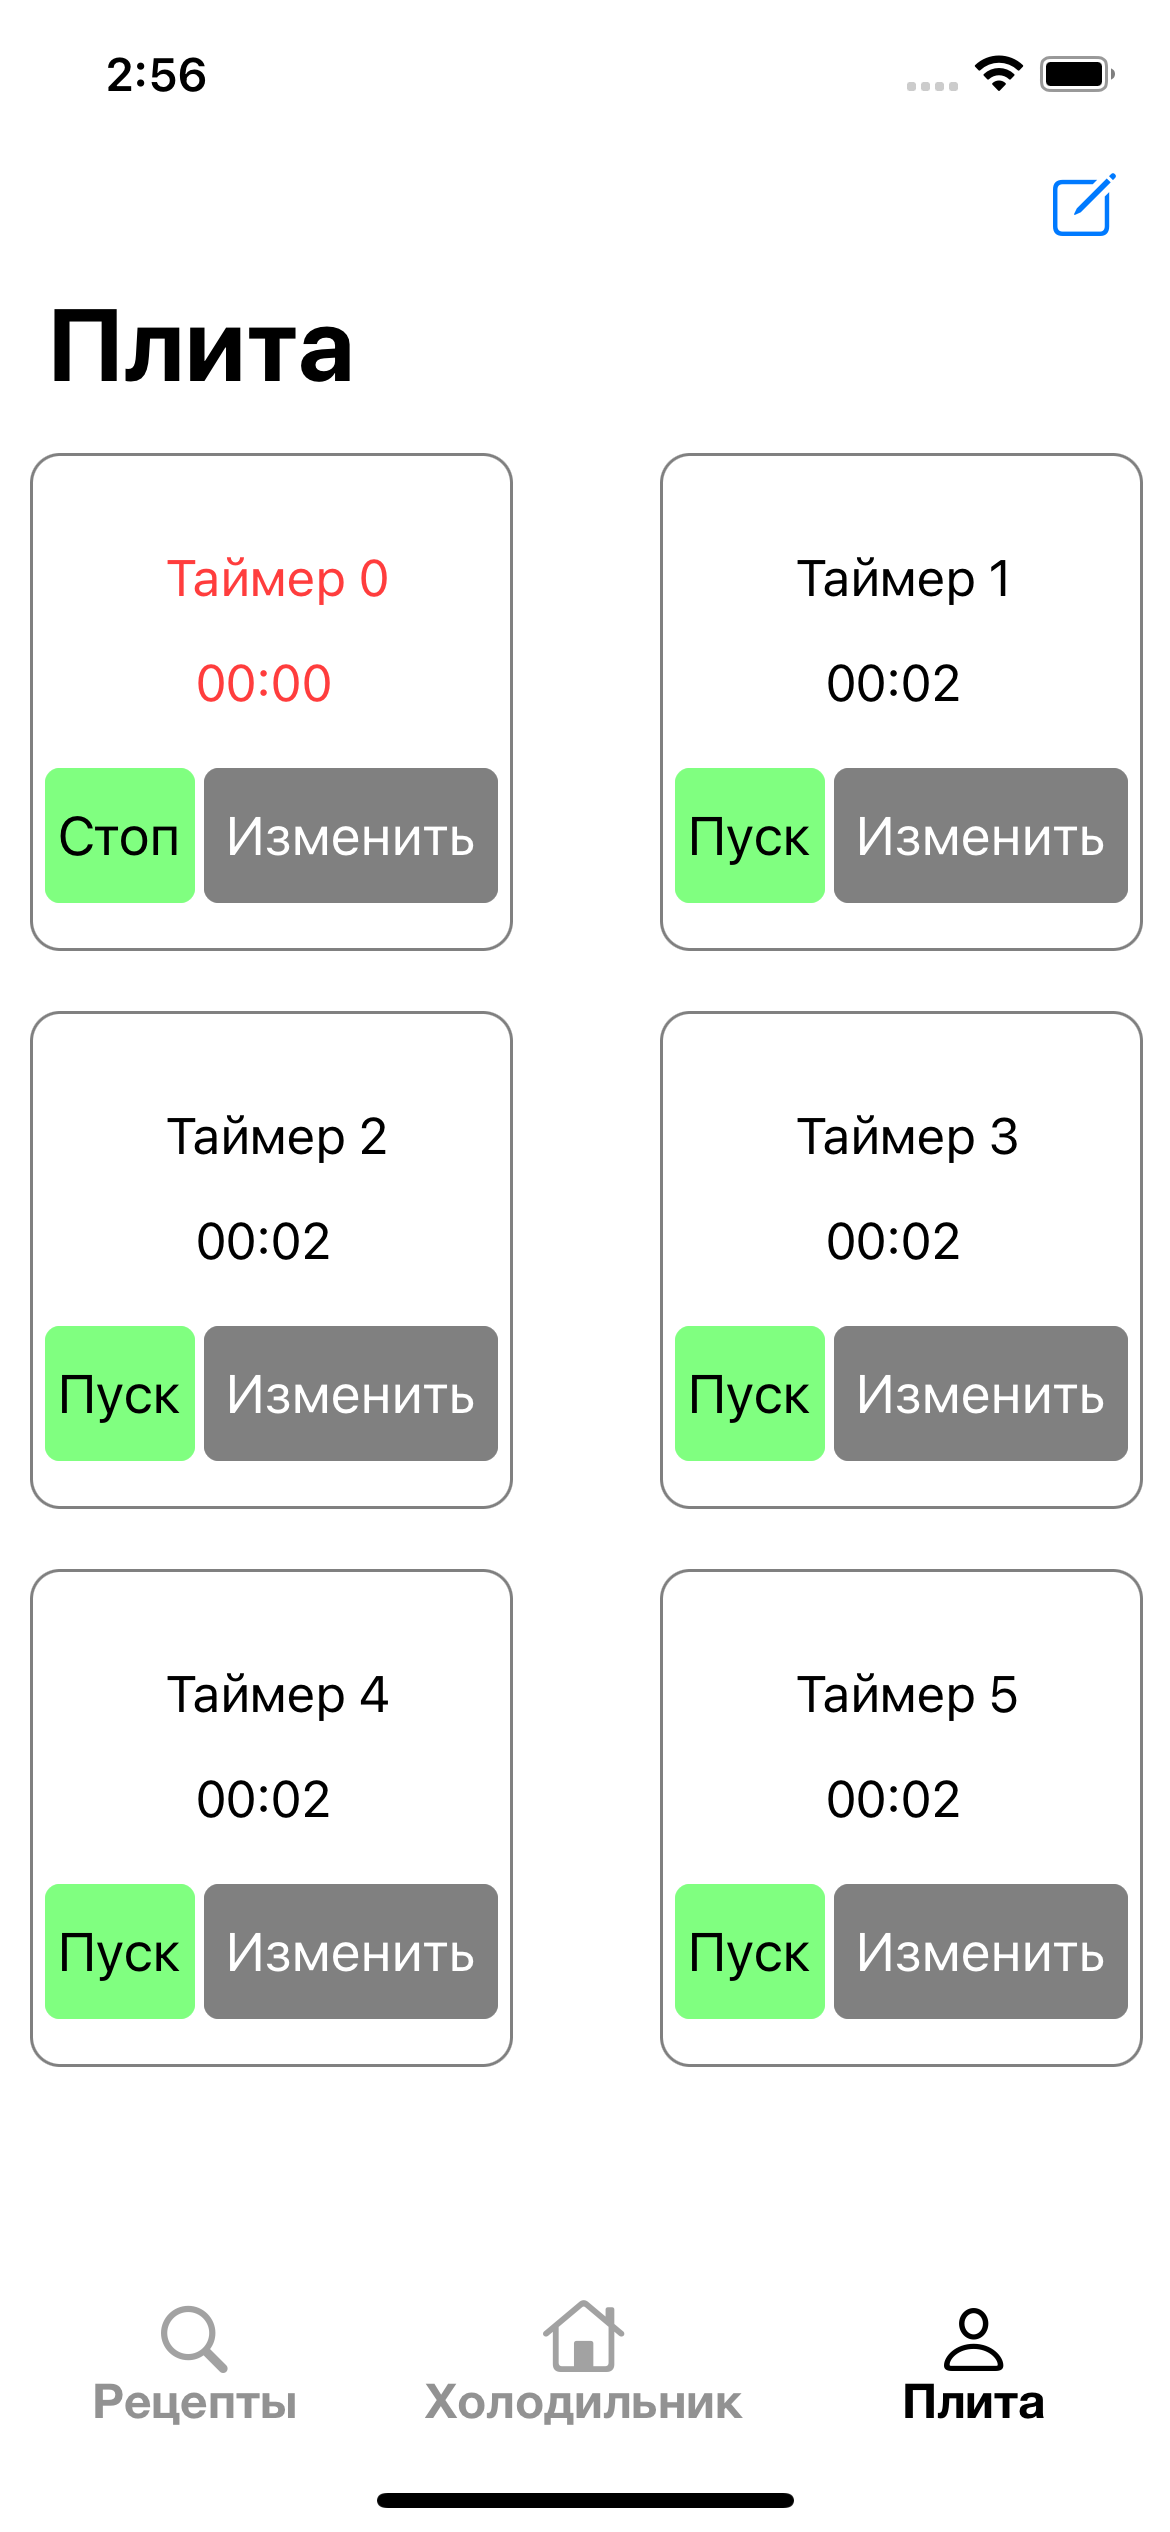 2:56
Плита
Таймер 0
00:00
Стоп Изменить
Таймер 1
00:02
Пуск Изменить
Таймер 2
00:02
Пуск Изменить
Таймер 3
00:02
Пуск Изменить
Таймер 4
00:02
Пуск Изменить
Таймер 5
00:02
Пуск Изменить
Рецепты
Холодильник
Плита